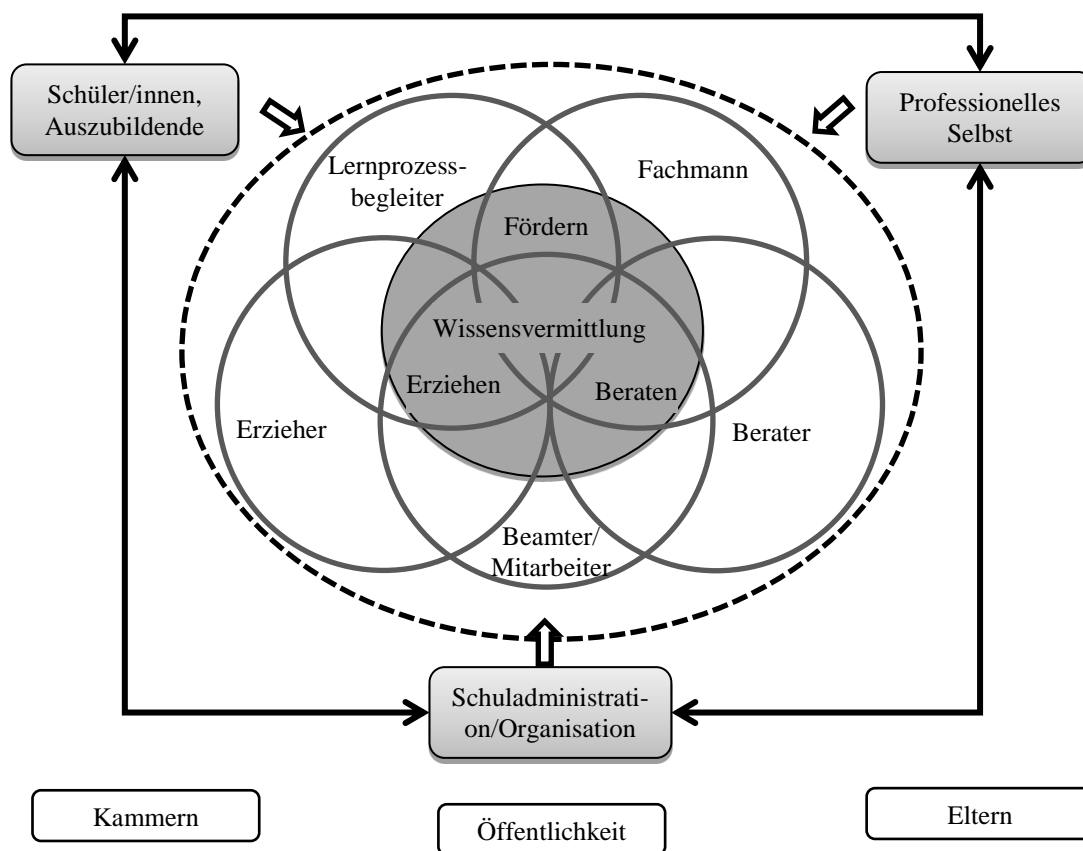 Schüler/innen,
Auszubildende
Professionelles
Selbst
Lernprozess-
begleiter
Fachmann
Fördern
Wissensvermittlung
Erziehen
Beraten
Erzieher
Berater
Beamter/
Mitarbeiter
Schuladministrati-
on/Organisation
Kammern
Öffentlichkeit
Eltern